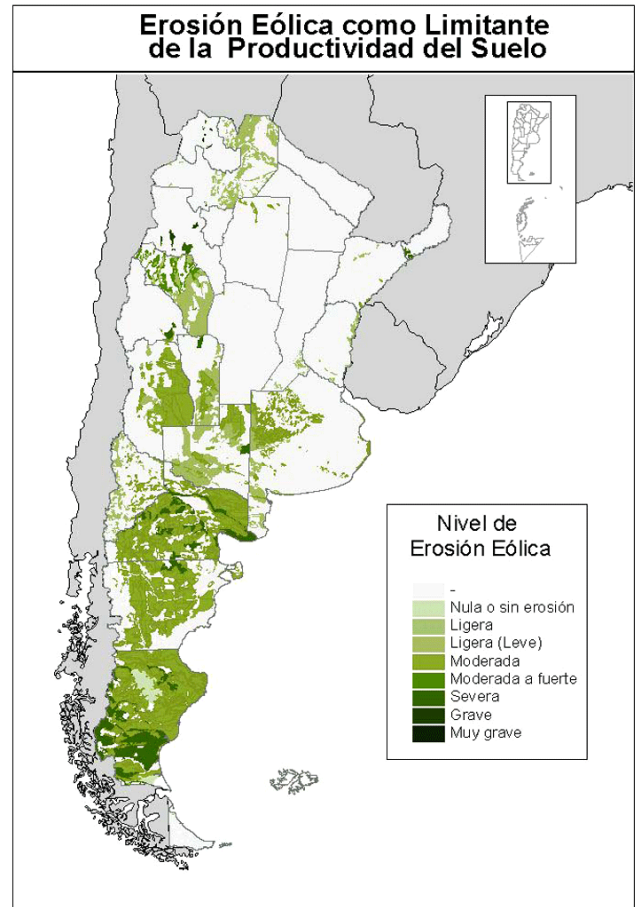 Erosión Eólica como Limitante
de la Productividad del Suelo
Nivel de
Erosión Eólica
-
Nula o sin erosión
Ligera
Ligera (Leve)
Moderada
Moderada a fuerte
Severa
Grave
Muy grave